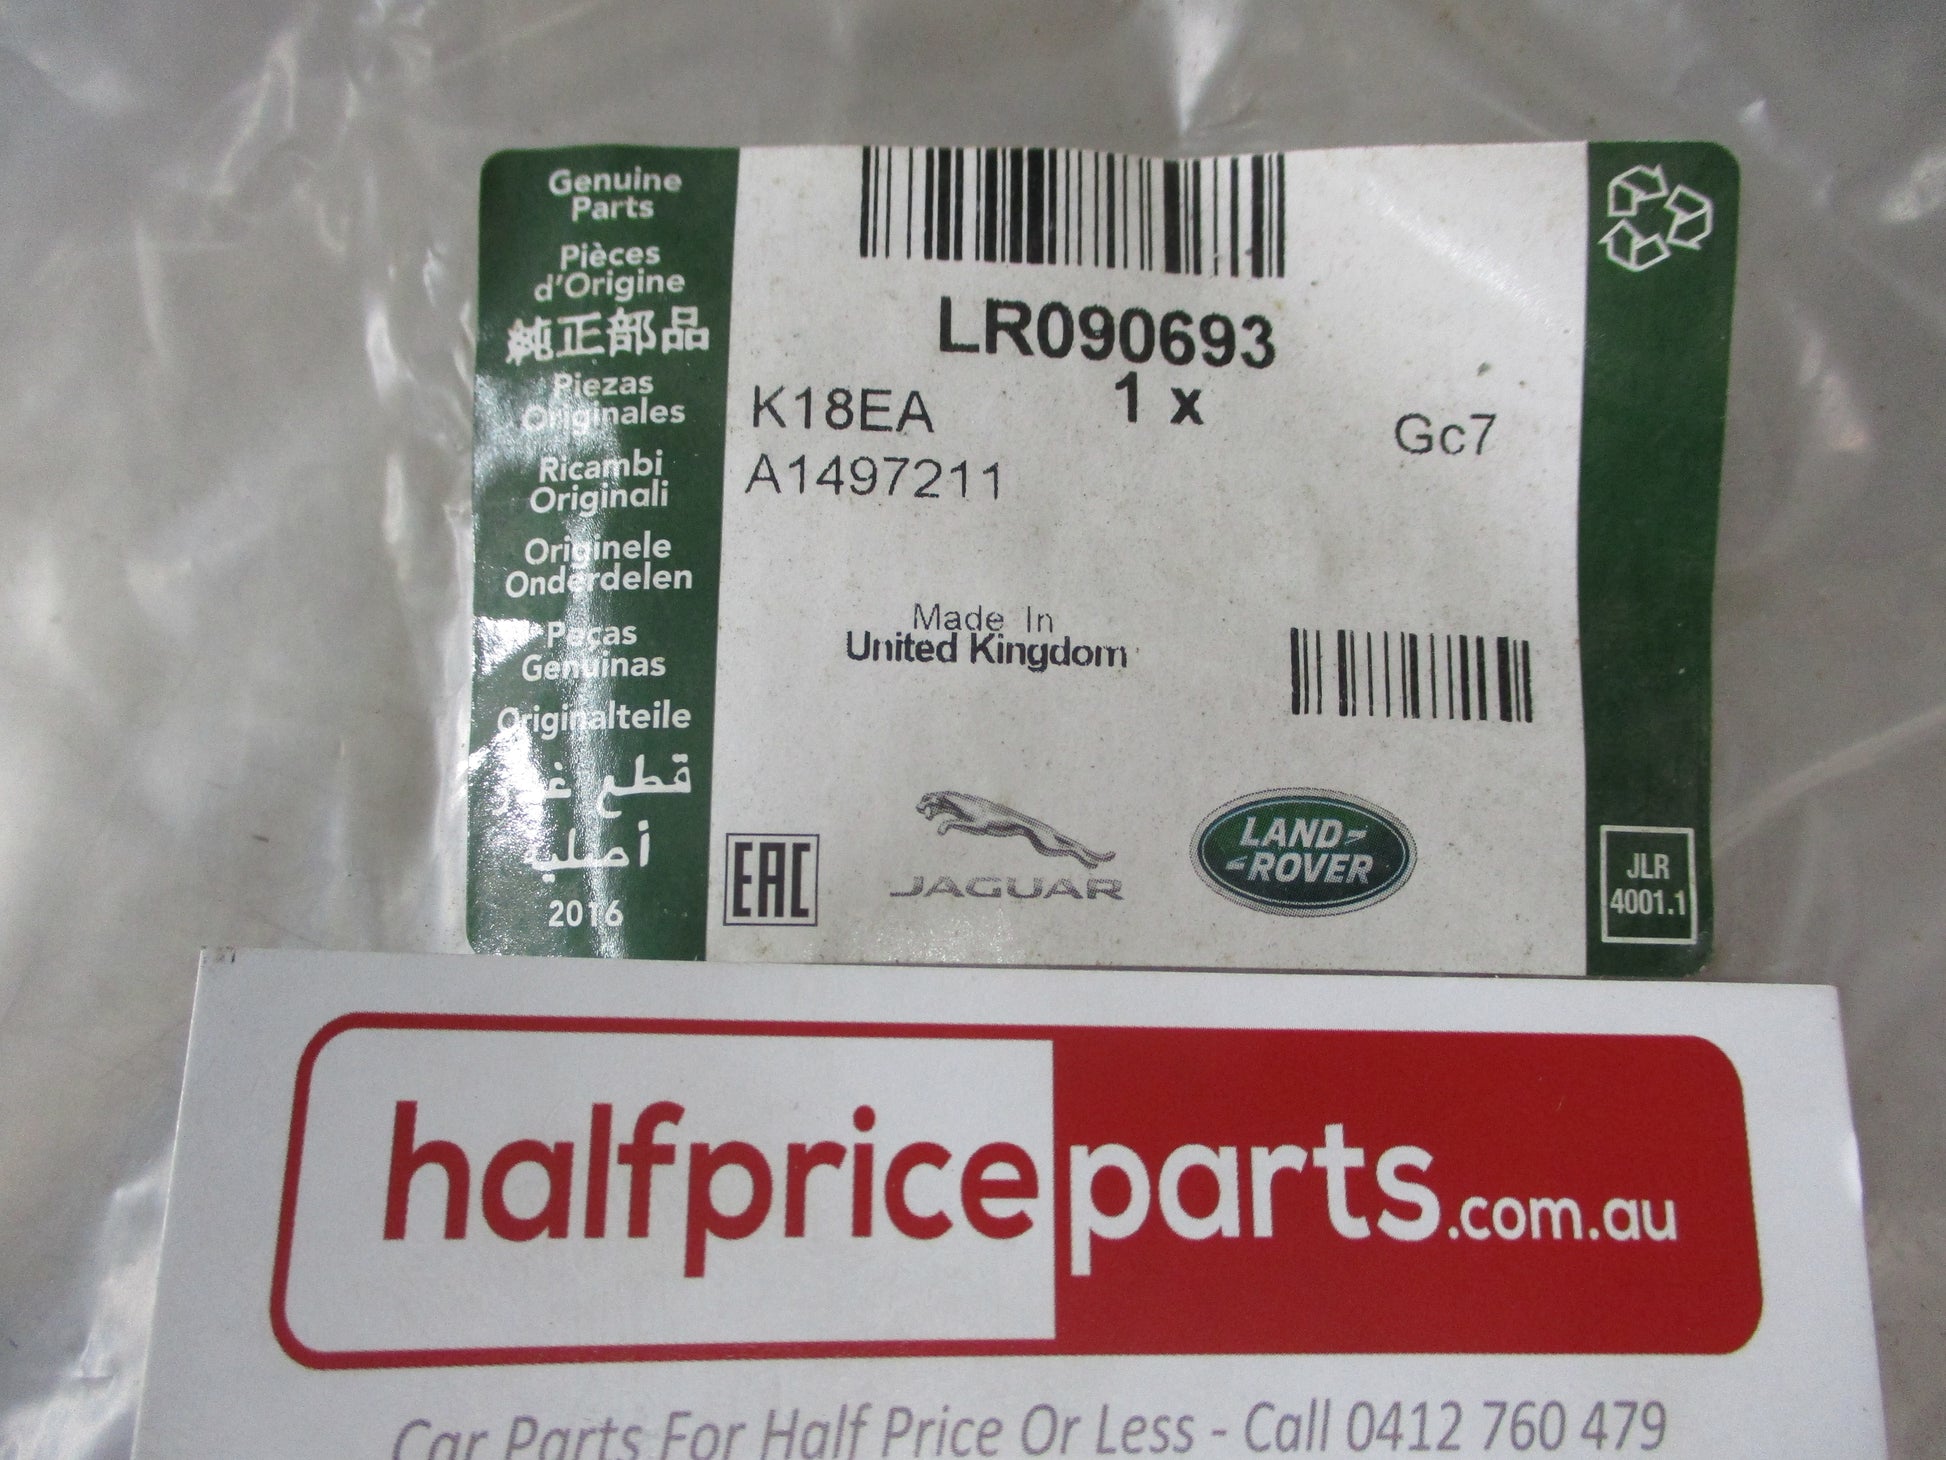 Genuine
Parts
Pièces
d'Origine
純正部品
Piezas
Originales
Ricambi
Originali
Originele
Onderdelen
Peças
Genuinas
Originalteile
قطع غيار
أصلية
2016
LR090693
1 x
K18EA
Gc7
A1497211
Made In
United Kingdom
EAC
JAGUAR
LAND
ROVER
JLR
4001.1
halfpriceparts.com.au
Car Parts For Half Price Or Less - Call 0412 760 479